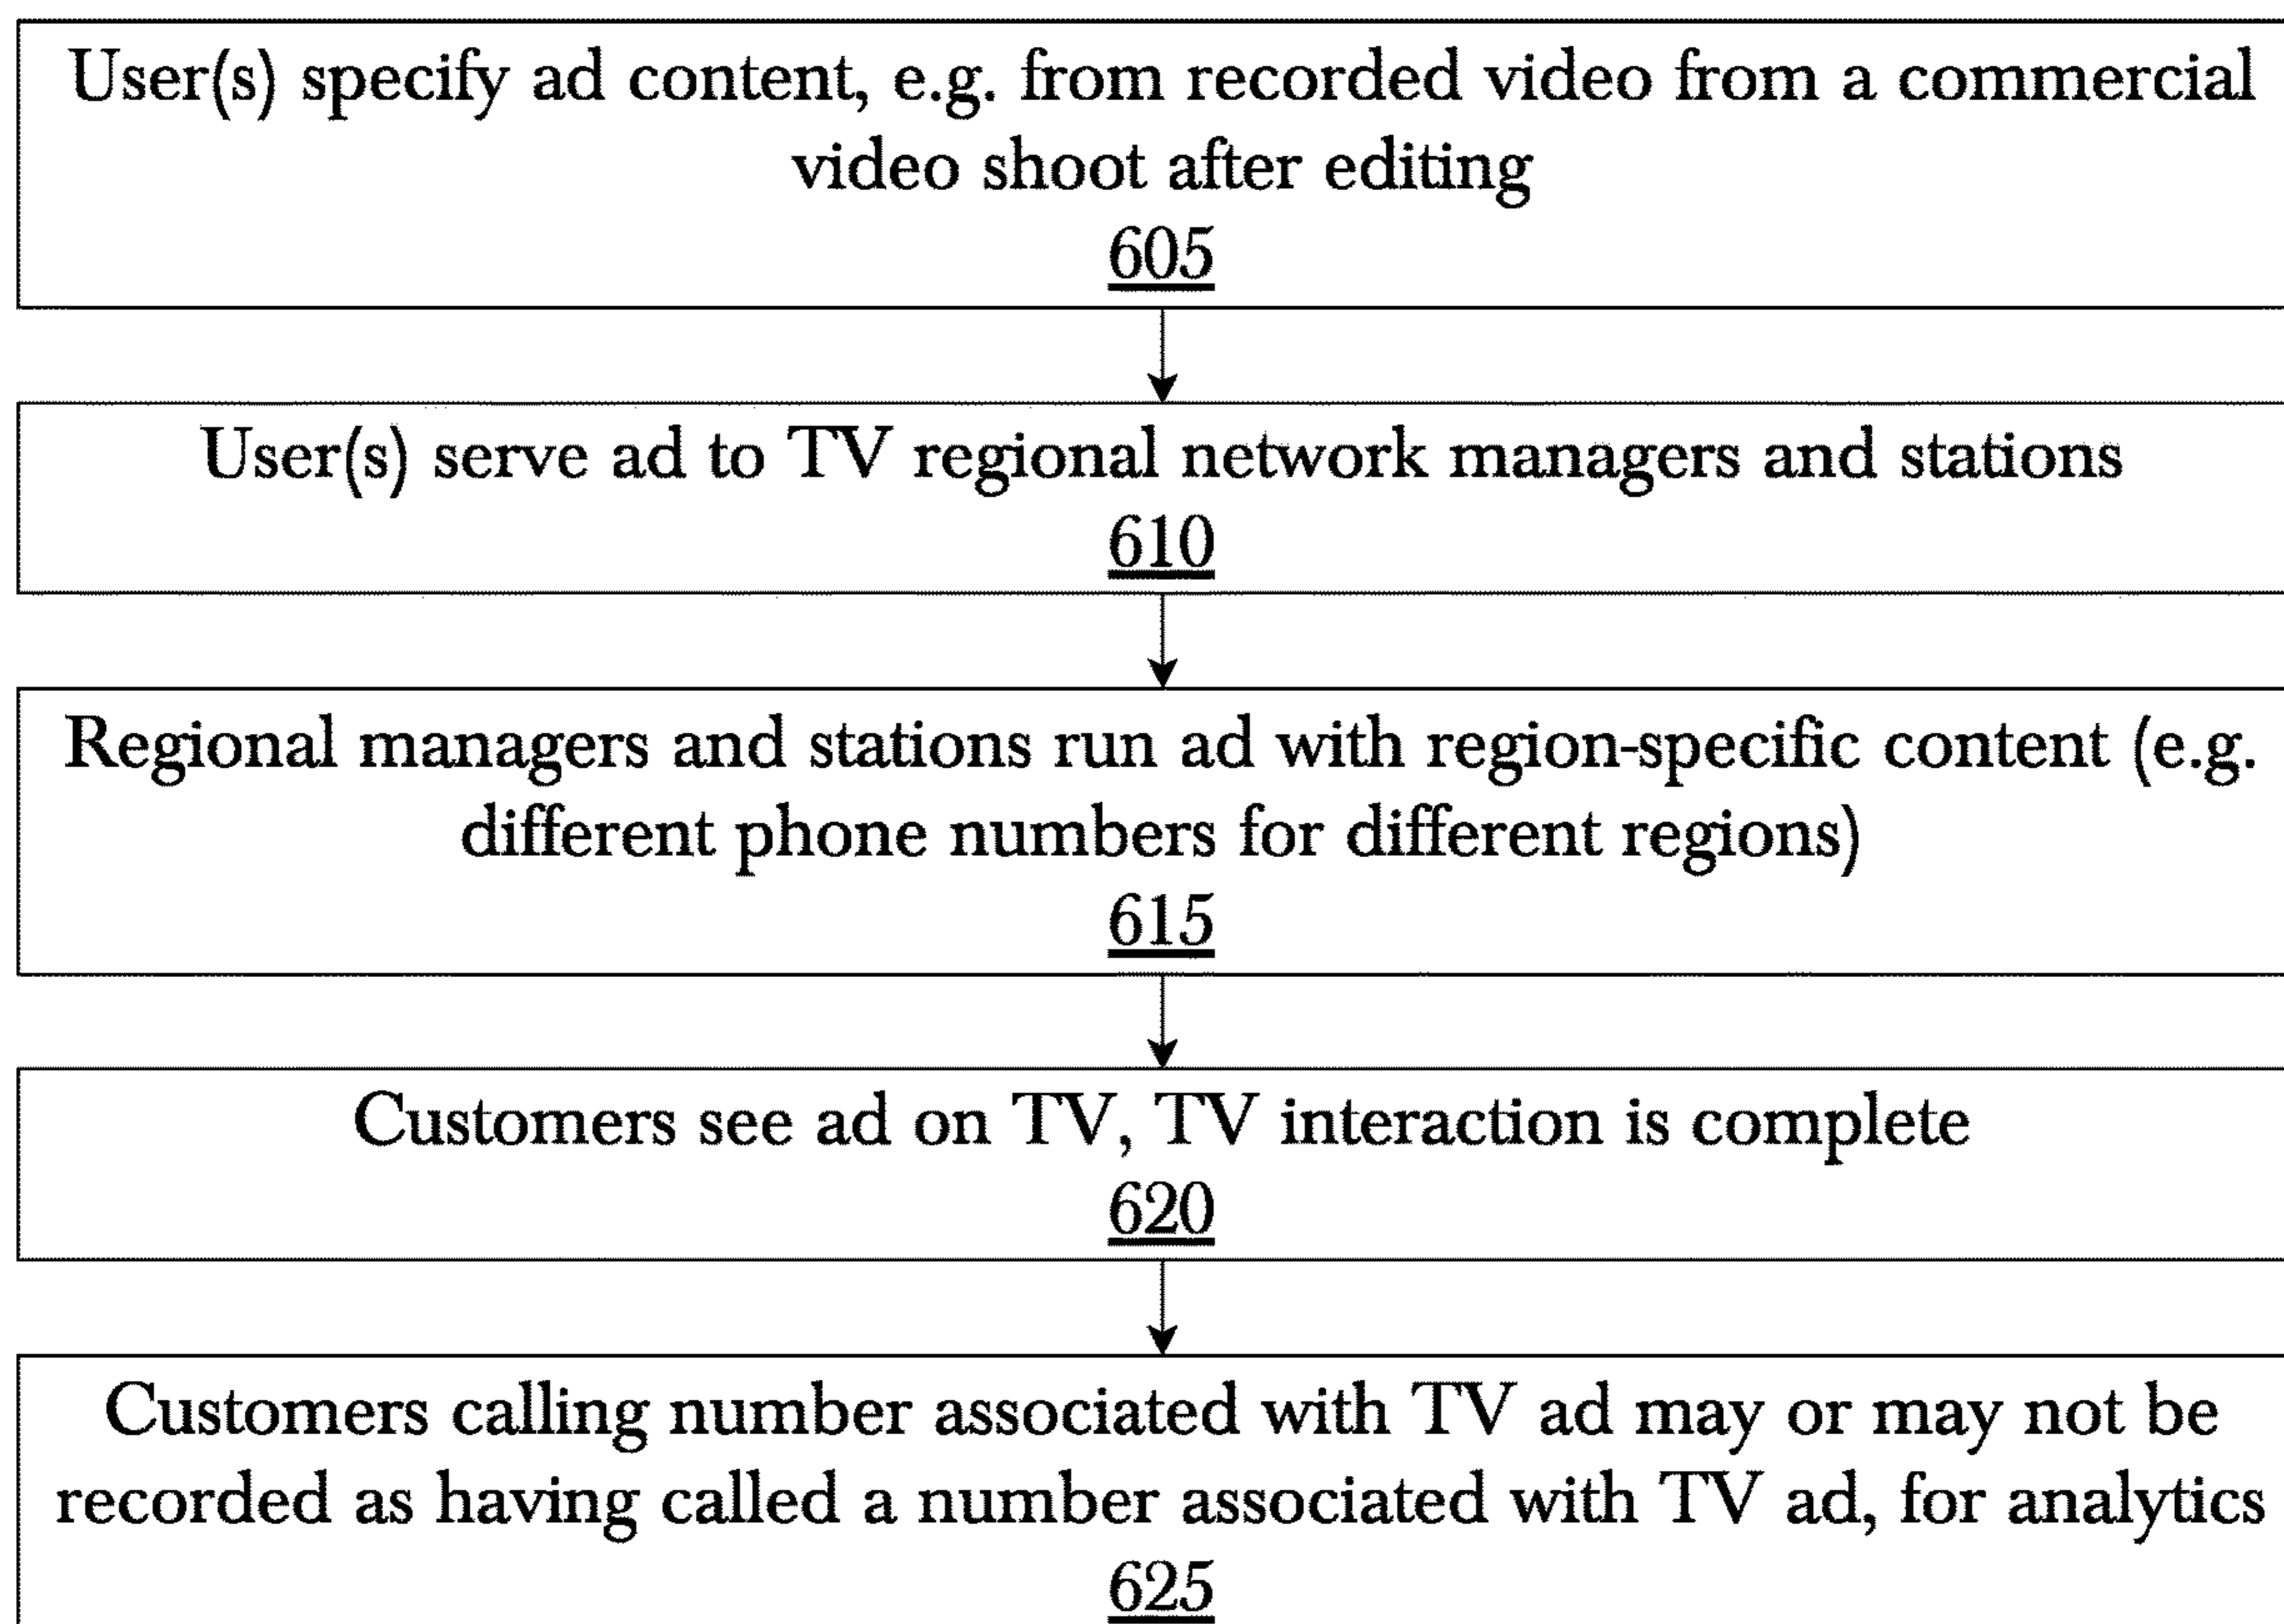 User(s) specify ad content, e.g. from recorded video from a commercial
video shoot after editing
605
User(s) serve ad to TV regional network managers and stations
610
Regional managers and stations run ad with region-specific content (e.g.
different phone numbers for different regions)
615
Customers see ad on TV, TV interaction is complete
620
Customers calling number associated with TV ad may or may not be
recorded as having called a number associated with TV ad, for analytics
625